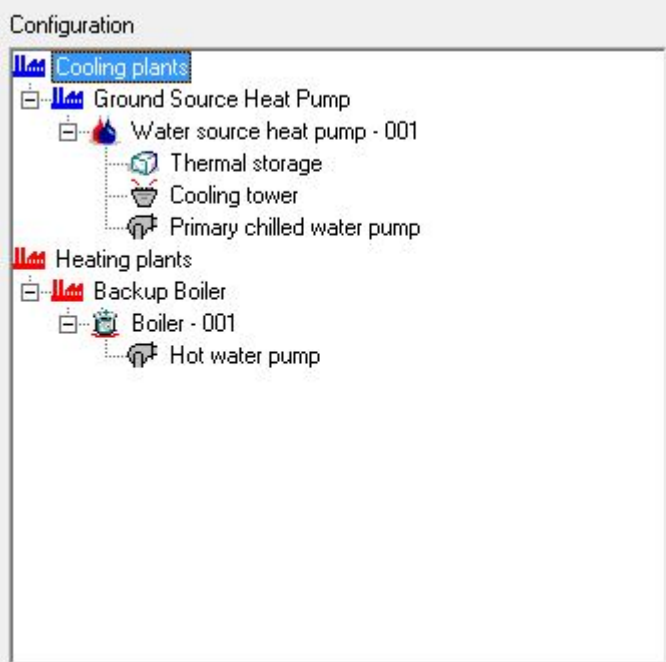 Configuration
Cooling plants
Ground Source Heat Pump
Water source heat pump - 001
Thermal storage
Cooling tower
Primary chilled water pump
Heating plants
Backup Boiler
Boiler - 001
Hot water pump